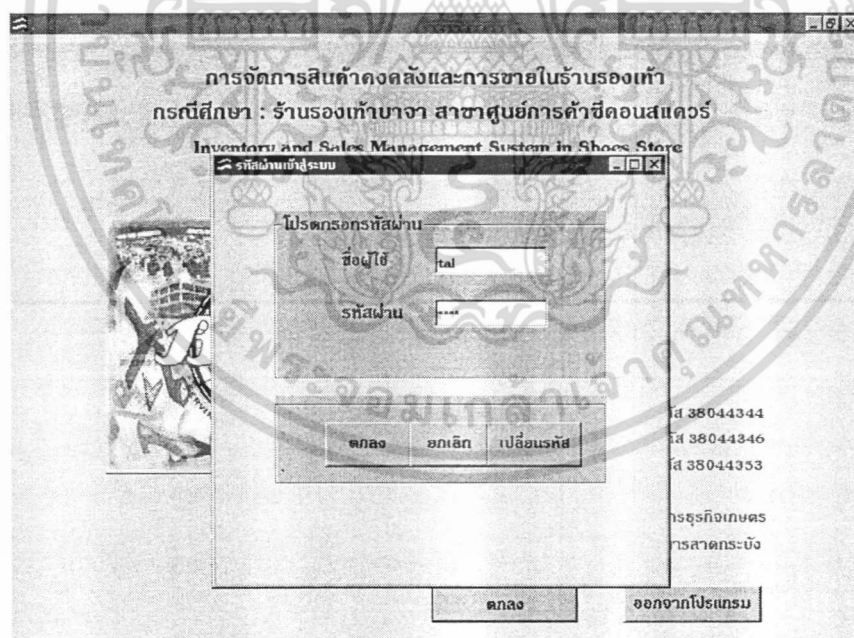 การจัดการสินค้าคงคลังและการขายในร้านรองเท้า
กรณีศึกษา : ร้านรองเท้าบาจา สาขาศูนย์การค้าซีคอนสแควร์
Inventory and Sales Management System in Shoes Store
รหัสผ่านเข้าสู่ระบบ
โปรดกรอกรหัสผ่าน
ชื่อผู้ใช้ tal
รหัสผ่าน ****
ตกลง ยกเลิก เปลี่ยนรหัส
ัส 38044344
ัส 38044346
ัส 38044353
ารธุรกิจเกษตร
ารลาดกระบัง
ตกลง ออกจากโปรแกรม